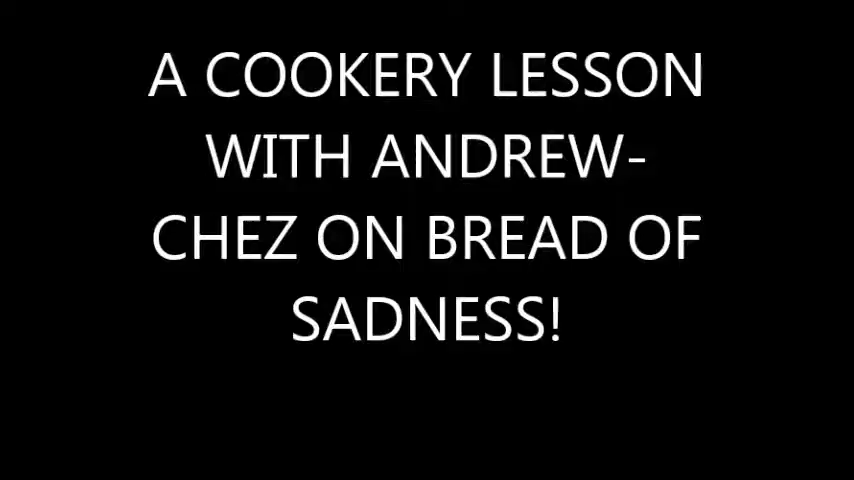 A COOKERY LESSON
WITH ANDREW-
CHEZ ON BREAD OF
SADNESS!